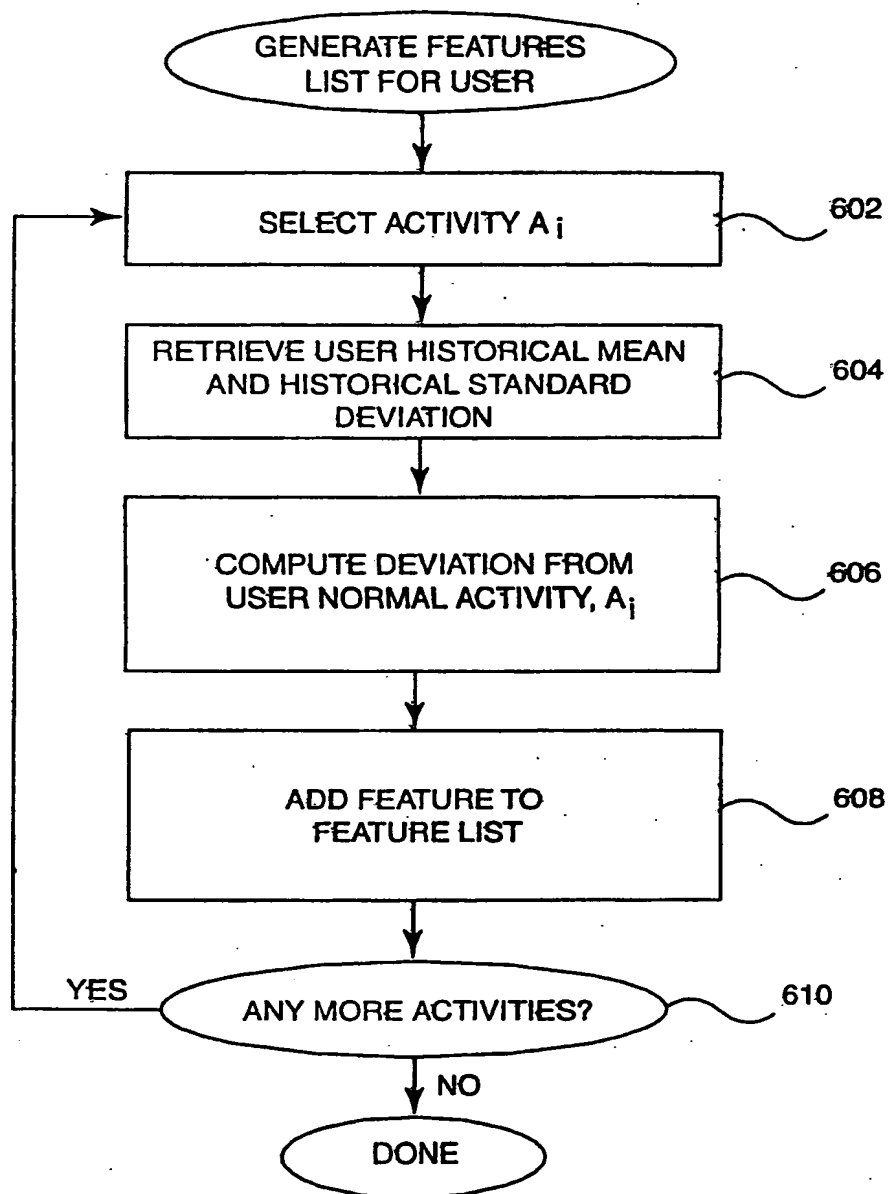 GENERATE FEATURES
LIST FOR USER
SELECT ACTIVITY A i
602
RETRIEVE USER HISTORICAL MEAN
AND HISTORICAL STANDARD
DEVIATION
604
COMPUTE DEVIATION FROM
USER NORMAL ACTIVITY, A i
606
ADD FEATURE TO
FEATURE LIST
608
YES
ANY MORE ACTIVITIES?
610
NO
DONE